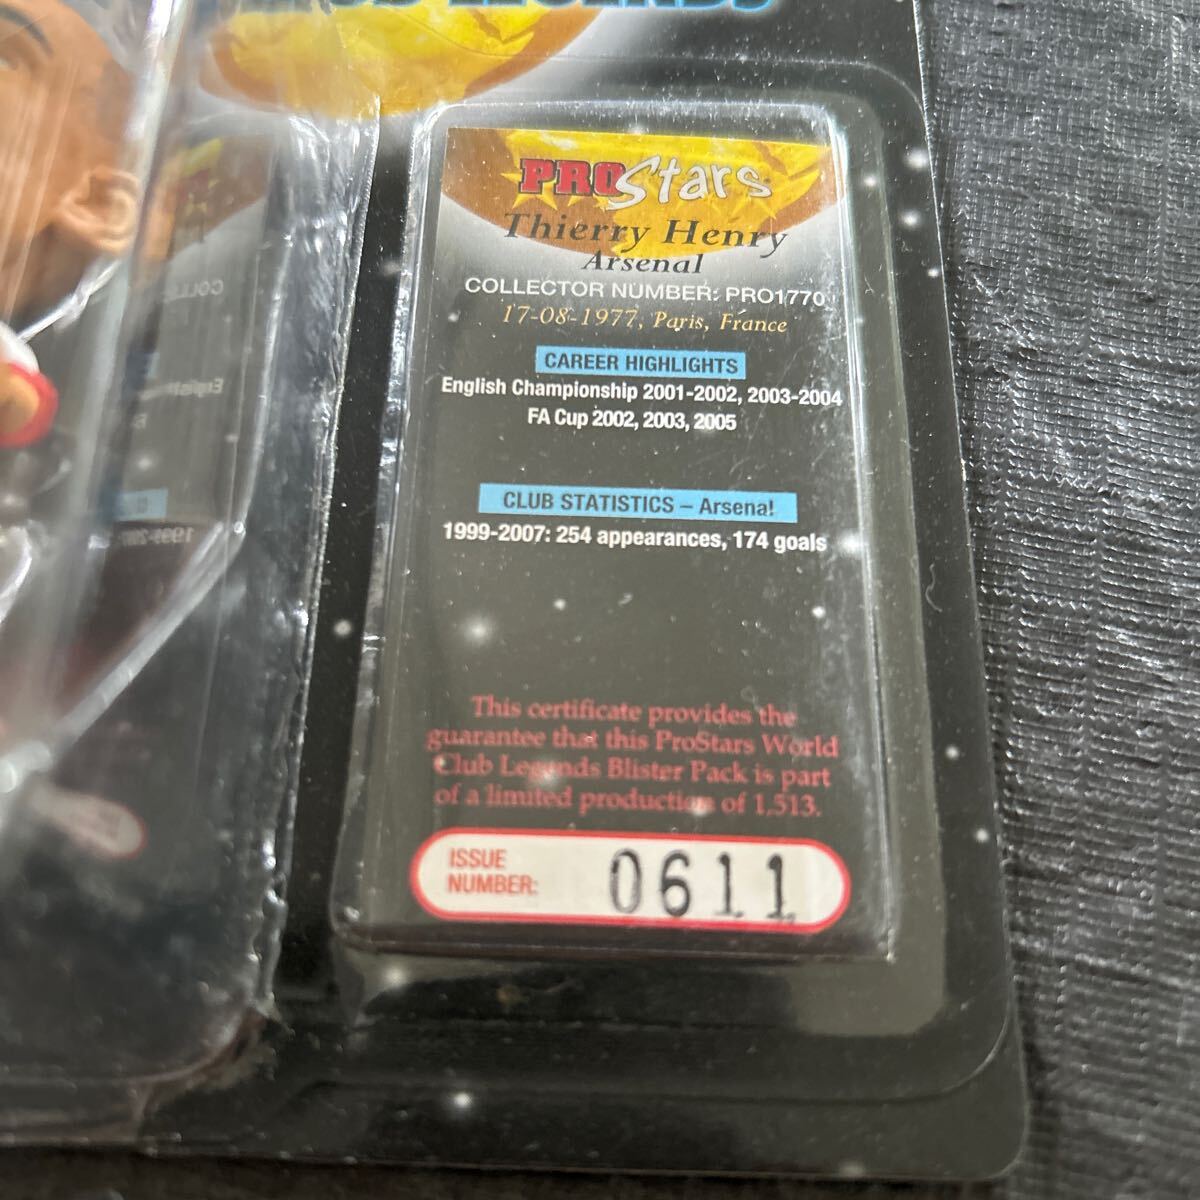 LEGENDS
PROStars
Thierry Henry
Arsenal
COLLECTOR NUMBER: PRO1770
17-08-1977, Paris, France
CAREER HIGHLIGHTS
English Championship 2001-2002, 2003-2004
FA Cup 2002, 2003, 2005
CLUB STATISTICS – Arsenal
1999-2007: 254 appearances, 174 goals
This certificate provides the
guarantee that this ProStars World
Club Legends Blister Pack is part
of a limited production of 1,513.
ISSUE
NUMBER:
0611